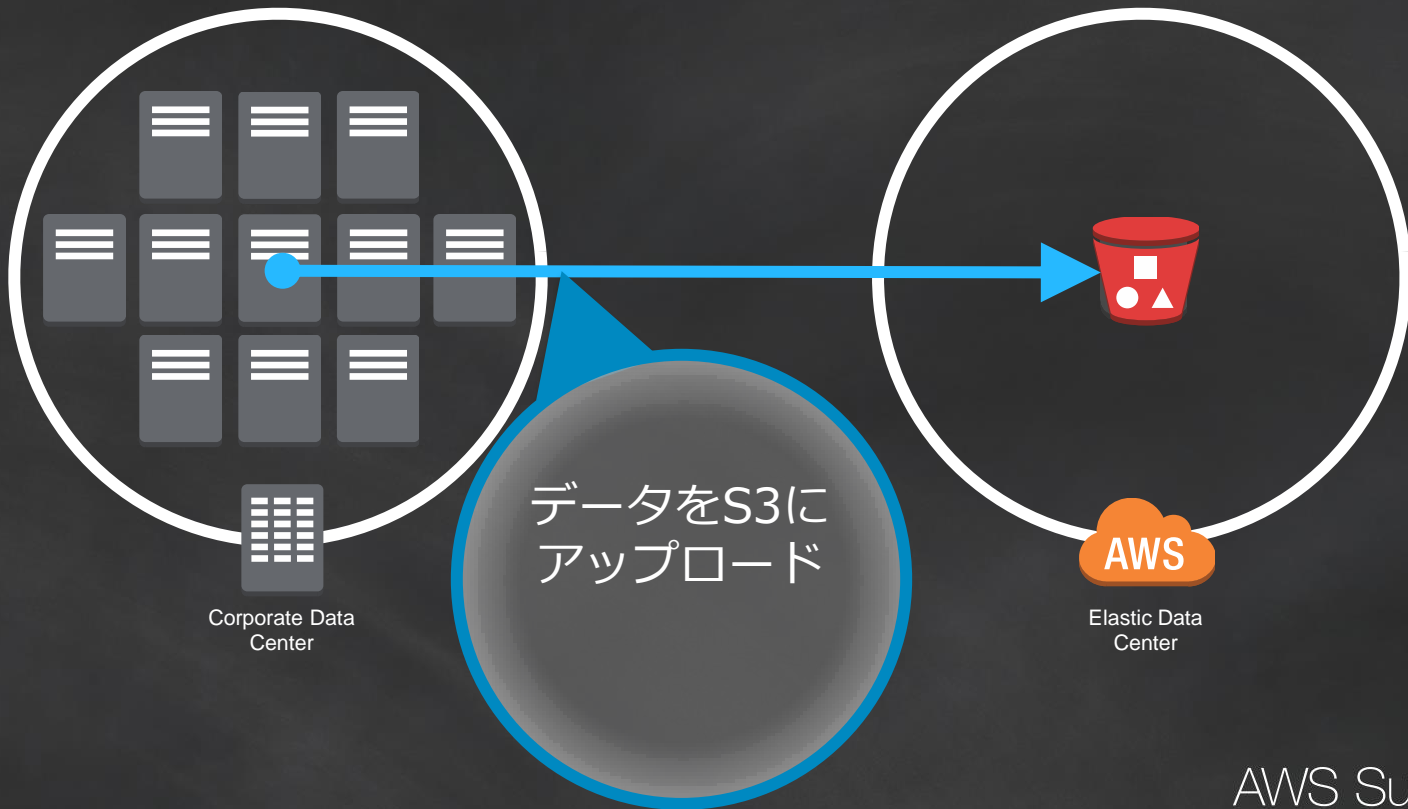 データをS3に
アップロード
Corporate Data
Center
AWS
Elastic Data
Center
AWS Su